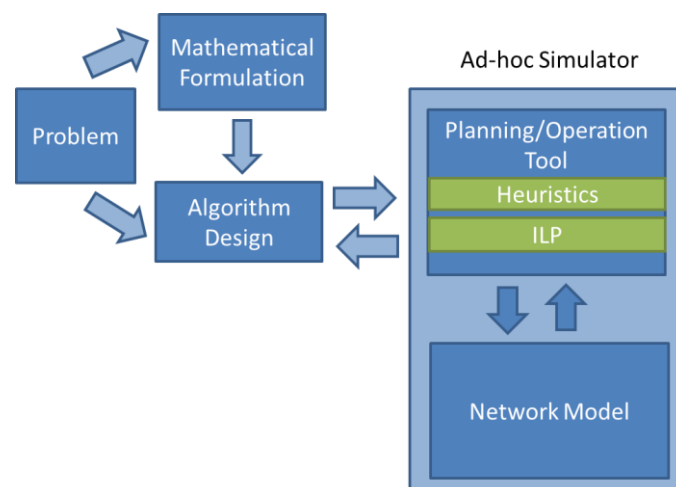 Mathematical
Formulation
Ad-hoc Simulator
Problem
Planning/Operation
Tool
Heuristics
Algorithm
Design
ILP
Network Model